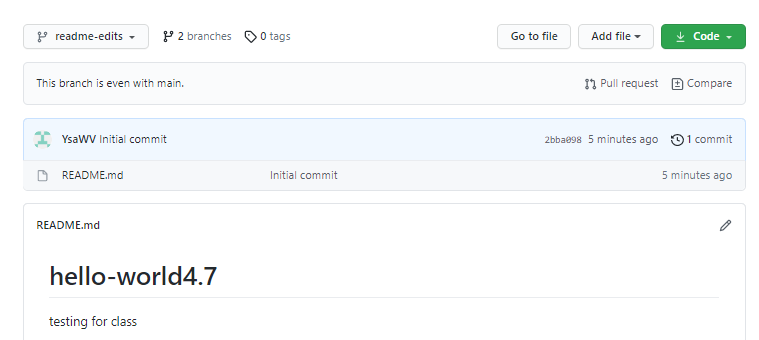 readme-edits 2 branches 0 tags Go to file Add file Code
This branch is even with main. Pull request Compare
YsaWV Initial commit 2bba098 5 minutes ago 1 commit
README.md Initial commit 5 minutes ago
README.md
hello-world4.7
testing for class